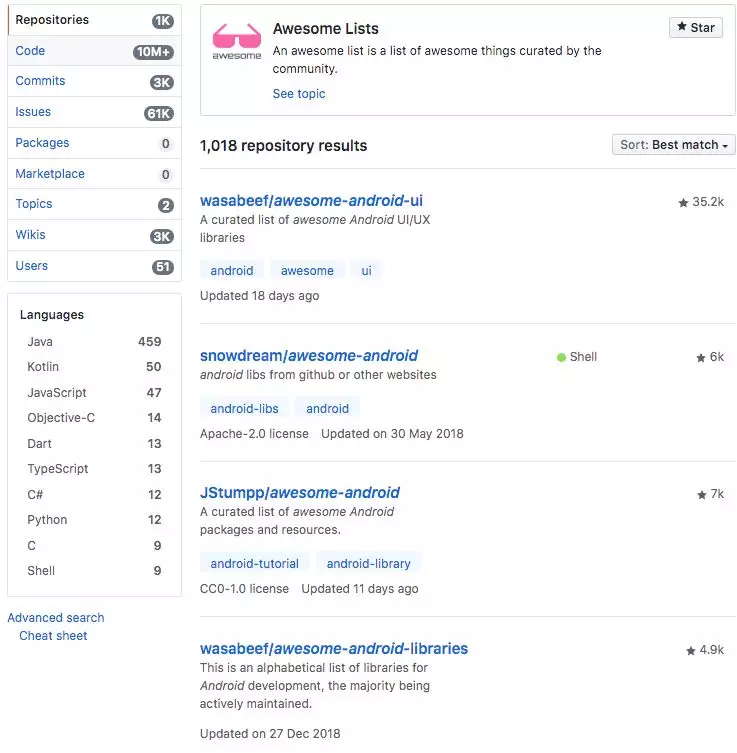 Repositories 1K
Code 10M+
Commits 3K
Issues 61K
Packages 0
Marketplace 0
Topics 2
Wikis 3K
Users 51
Languages
Java 459
Kotlin 50
JavaScript 47
Objective-C 14
Dart 13
TypeScript 13
C# 12
Python 12
C 9
Shell 9
Advanced search
Cheat sheet
awesome
Awesome Lists
Star
An awesome list is a list of awesome things curated by the
community.
See topic
1,018 repository results
Sort: Best match
wasabeef/awesome-android-ui
35.2k
A curated list of awesome Android UI/UX
libraries
android awesome ui
Updated 18 days ago
snowdream/awesome-android
Shell
6k
android libs from github or other websites
android-libs android
Apache-2.0 license Updated on 30 May 2018
JStumpp/awesome-android
7k
A curated list of awesome Android
packages and resources.
android-tutorial android-library
CC0-1.0 license Updated 11 days ago
wasabeef/awesome-android-libraries
4.9k
This is an alphabetical list of libraries for
Android development, the majority being
actively maintained.
Updated on 27 Dec 2018